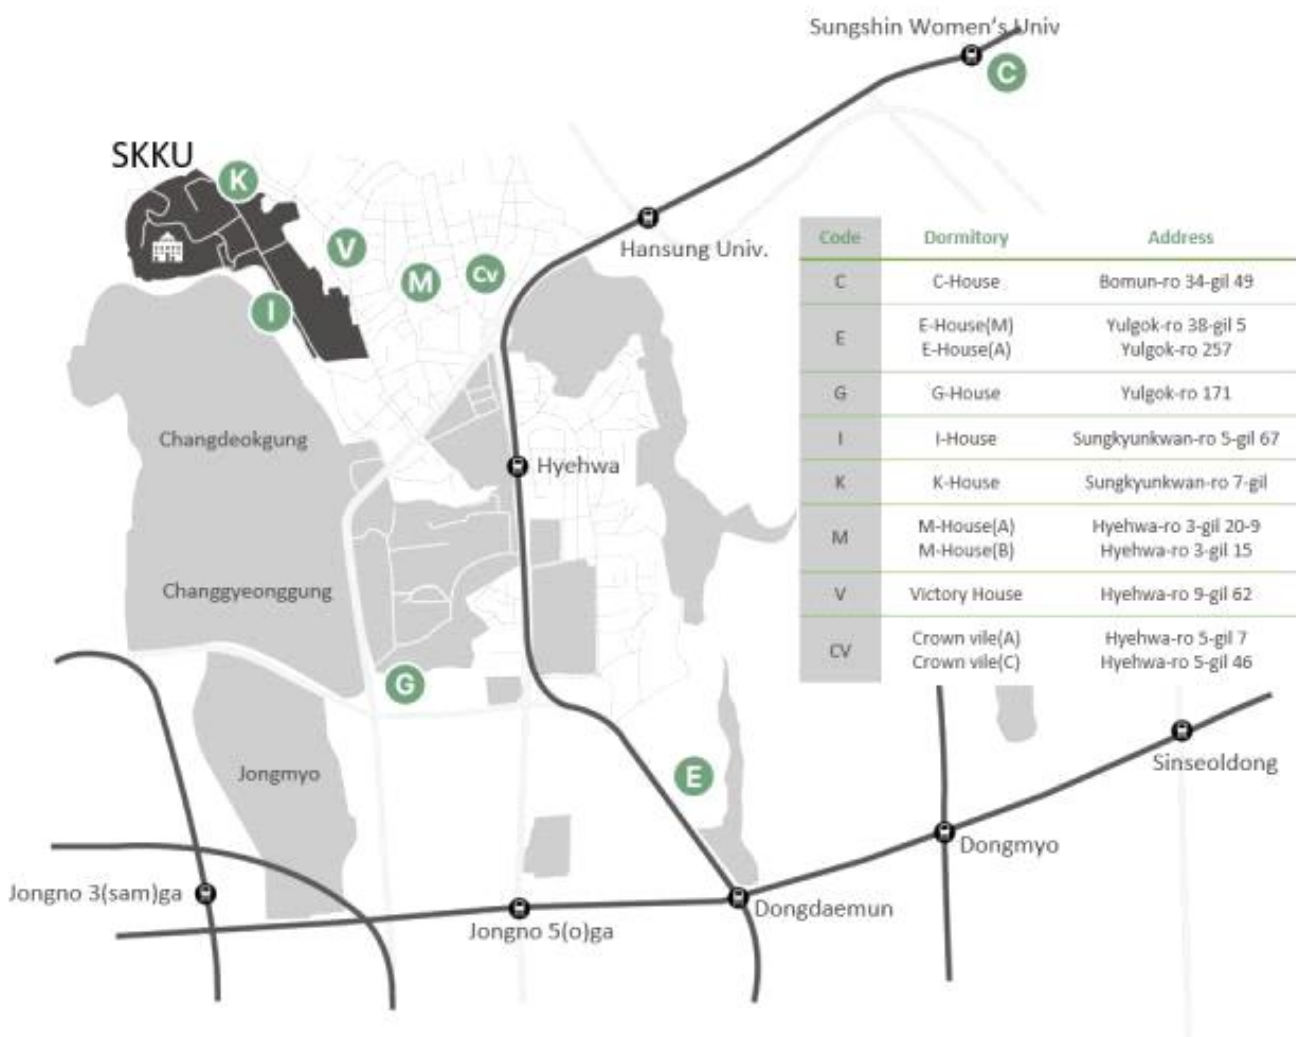 Sungshin Women's Univ
C
SKKU
K
V
M
Cv
I
Hansung Univ.
Changdeokgung
Hyehwa
Changgyeonggung
G
Jongmyo
E
Sinseoldong
Dongmyo
Jongno 3(sam)ga
Jongno 5(o)ga
Dongdaemun
Code Dormitory Address
C C-House Bomun-ro 34-gil 49
E E-House(M) Yulgok-ro 38-gil 5
E-House(A) Yulgok-ro 257
G G-House Yulgok-ro 171
I I-House Sungkyunkwan-ro 5-gil 67
K K-House Sungkyunkwan-ro 7-gil
M M-House(A) Hyehwa-ro 3-gil 20-9
M-House(B) Hyehwa-ro 3-gil 15
V Victory House Hyehwa-ro 9-gil 62
CV Crown vile(A) Hyehwa-ro 5-gil 7
Crown vile(C) Hyehwa-ro 5-gil 46